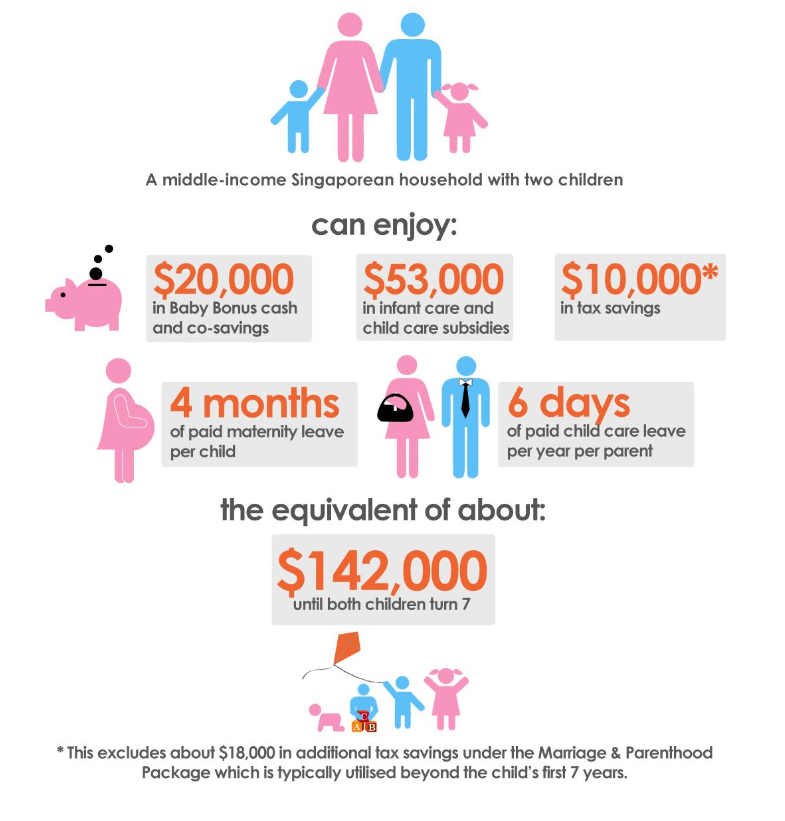 A middle-income Singaporean household with two children
can enjoy:
$20,000
in Baby Bonus cash
and co-savings
$53,000
in infant care and
child care subsidies
$10,000*
in tax savings
4 months
of paid maternity leave
per child
6 days
of paid child care leave
per year per parent
the equivalent of about:
$142,000
until both children turn 7
C
A B
* This excludes about $18,000 in additional tax savings under the Marriage & Parenthood
Package which is typically utilised beyond the child's first 7 years.